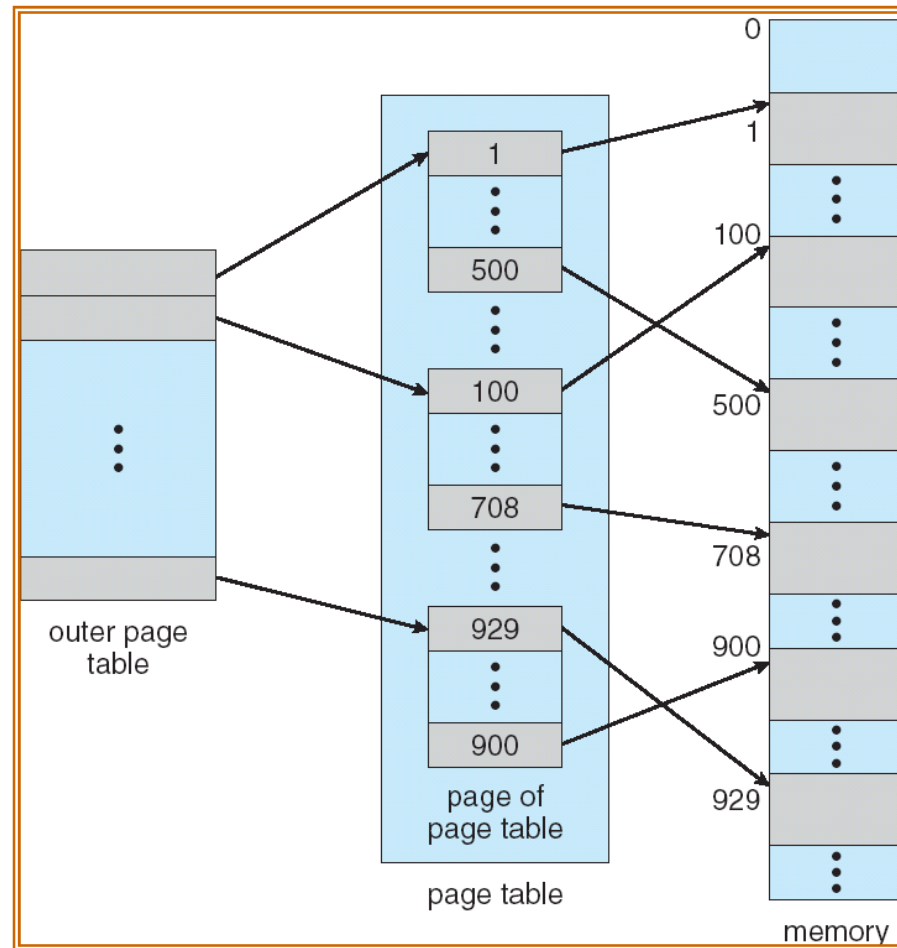 outer page
table
1
500
100
708
929
900
page of
page table
page table
0
1
100
500
708
900
929
memory